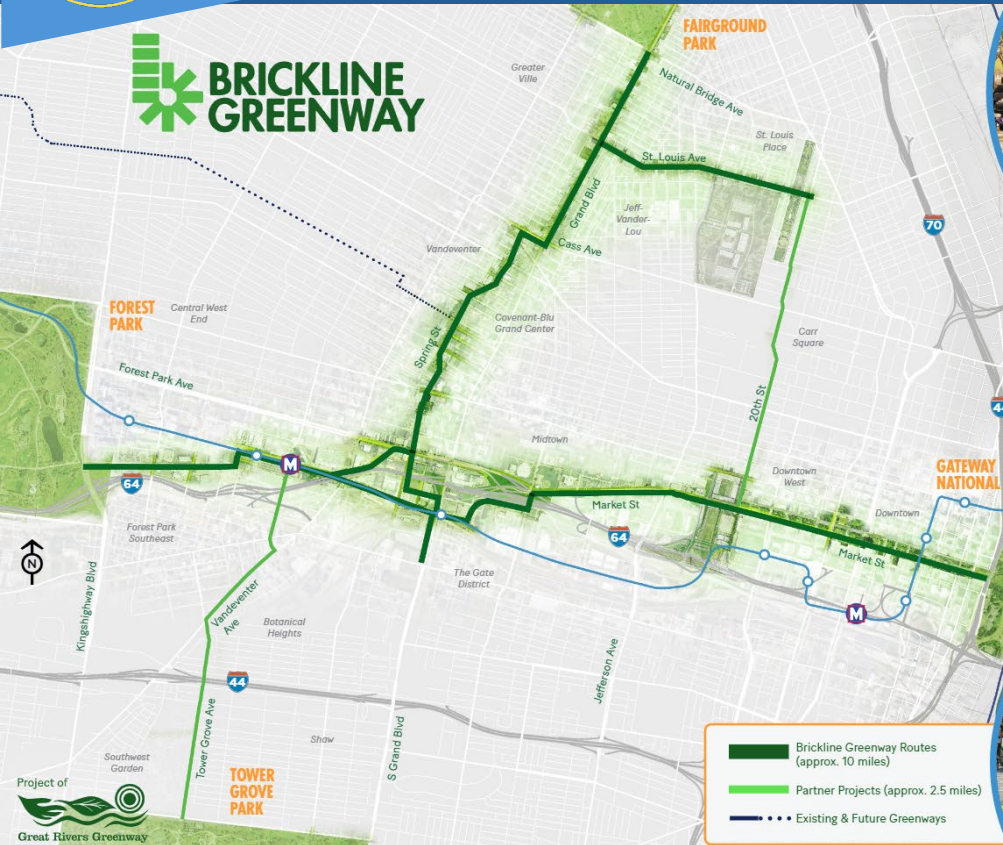 BRICKLINE
GREENWAY
FAIRGROUND
PARK
Greater
Ville
Natural Bridge Ave
St. Louis
Place
St. Louis Ave
Grand Blvd
Jeff-
Vander-
Lou
70
Cass Ave
Vandeventer
FOREST
PARK
Central West
End
Covenant-Blu
Grand Center
Spring St
Carr
Square
Forest Park Ave
20th St
44
Midtown
M
64
Downtown
West
GATEWAY
NATIONAL
Market St
Downtown
Forest Park
Southeast
64
Market St
N
The Gate
District
Kingshighway Blvd
Vandeventer
Ave
Botanical
Heights
M
Jefferson Ave
44
Tower Grove Ave
Shaw
S Grand Blvd
Southwest
Garden
TOWER
GROVE
PARK
Project of
Great Rivers Greenway
Brickline Greenway Routes
(approx. 10 miles)
Partner Projects (approx. 2.5 miles)
Existing & Future Greenways